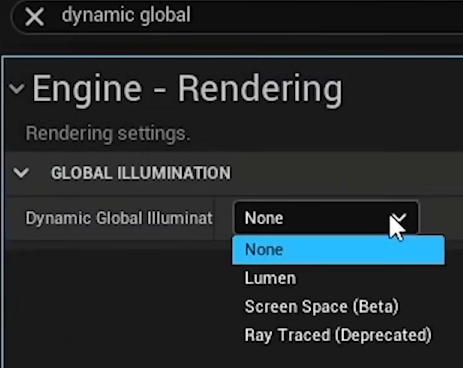 dynamic global
Engine - Rendering
Rendering settings.
GLOBAL ILLUMINATION
Dynamic Global Illuminat None
None
Lumen
Screen Space (Beta)
Ray Traced (Deprecated)